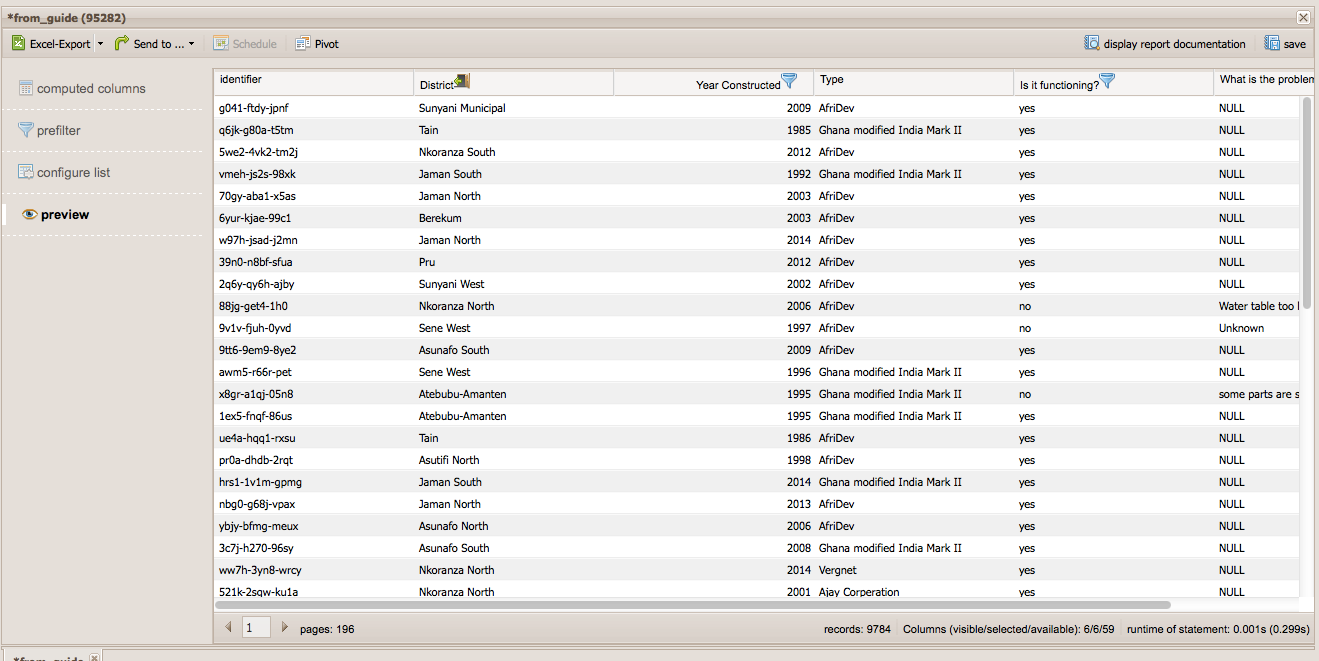 *from_guide (95282)
Excel-Export Send to ... Schedule Pivot display report documentation save
computed columns
prefilter
configure list
preview
identifier District Year Constructed Type Is it functioning? What is the problem
g041-ftdy-jpnf Sunyani Municipal 2009 AfriDev yes NULL
q6jk-g80a-t5tm Tain 1985 Ghana modified India Mark II yes NULL
5we2-4vk2-tm2j Nkoranza South 2012 AfriDev yes NULL
vmeh-js2s-98xk Jaman South 1992 Ghana modified India Mark II yes NULL
70gy-aba1-x5as Jaman North 2003 AfriDev yes NULL
6yur-kjae-99c1 Berekum 2003 AfriDev yes NULL
w97h-jsad-j2mn Jaman North 2014 AfriDev yes NULL
39n0-n8bf-sfua Pru 2012 AfriDev yes NULL
2q6y-qy6h-ajby Sunyani West 2002 AfriDev yes NULL
88jg-get4-1h0 Nkoranza North 2006 AfriDev no Water table too
9v1v-fjuh-0yvd Sene West 1997 AfriDev no Unknown
9tt6-9em9-8ye2 Asunafo South 2009 AfriDev yes NULL
awm5-r66r-pet Sene West 1996 Ghana modified India Mark II yes NULL
x8gr-a1qj-05n8 Atebubu-Amanten 1995 Ghana modified India Mark II no some parts are s
1ex5-fnqf-86us Atebubu-Amanten 1995 Ghana modified India Mark II yes NULL
ue4a-hqq1-rxsu Tain 1986 AfriDev yes NULL
pr0a-dhdb-2rqt Asutifi North 1998 AfriDev yes NULL
hrs1-1v1m-gpmg Jaman South 2014 Ghana modified India Mark II yes NULL
nbg0-g68j-vpax Jaman North 2013 AfriDev yes NULL
ybjy-bfmg-meux Asunafo North 2006 AfriDev yes NULL
3c7j-h270-96sy Asunafo South 2008 Ghana modified India Mark II yes NULL
ww7h-3yn8-wrcy Nkoranza North 2014 Vergnet yes NULL
521k-2sqw-ku1a Nkoranza North 2001 Ajay Corperation yes NULL
1 pages: 196 records: 9784 Columns (visible/selected/available): 6/6/59 runtime of statement: 0.001s (0.299s)
*from_guide